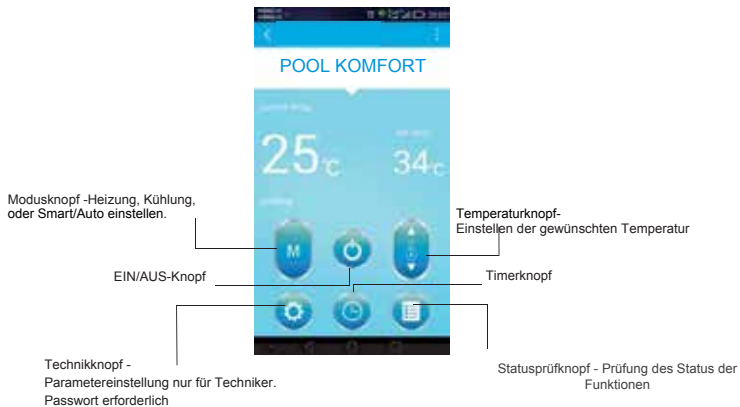 POOL KOMFORT
25°C
34°C
Modusknopf -Heizung, Kühlung,
oder Smart/Auto einstellen.
M
Temperaturknopf-
Einstellen der gewünschten Temperatur
EIN/AUS-Knopf
Timerknopf
Technikknopf -
Parametereinstellung nur für Techniker.
Passwort erforderlich
Statusprüfknopf - Prüfung des Status der
Funktionen